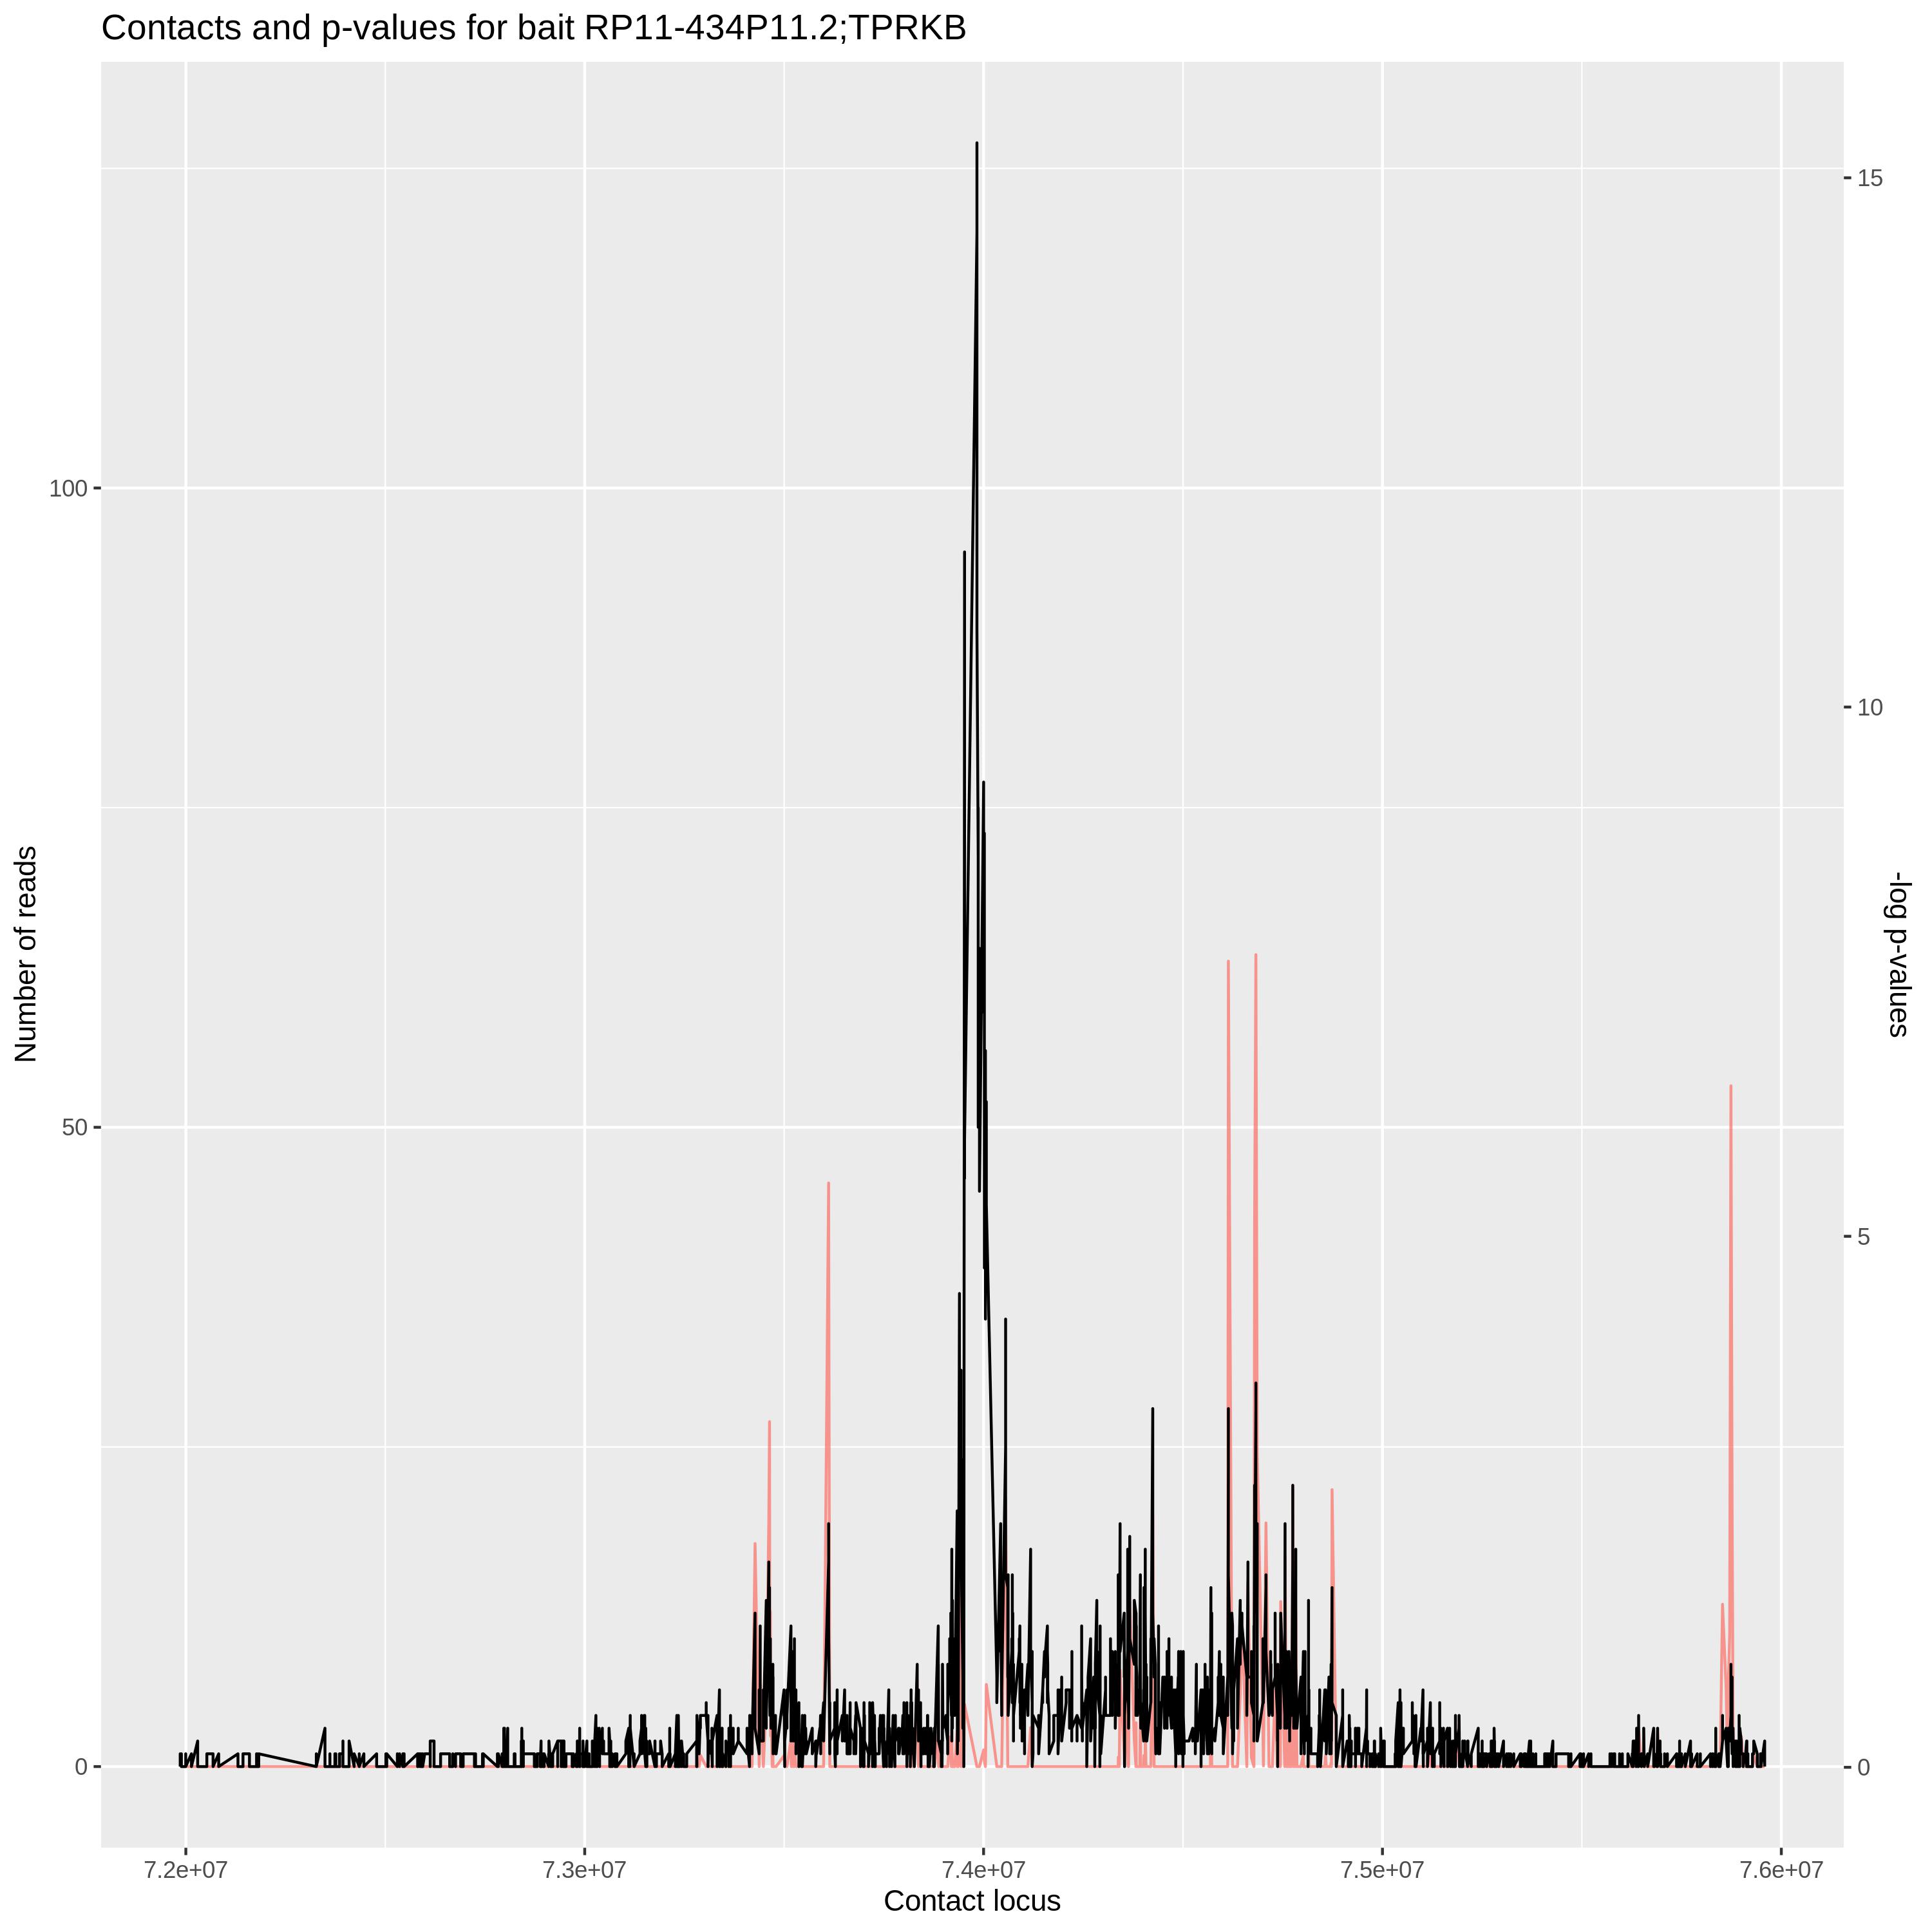 Contacts and p-values for bait RP11-434P11.2;TPRKB
100
50
0
Number of reads
15
10
5
0
-log p-values
7.2e+07
7.3e+07
7.4e+07
7.5e+07
7.6e+07
Contact locus